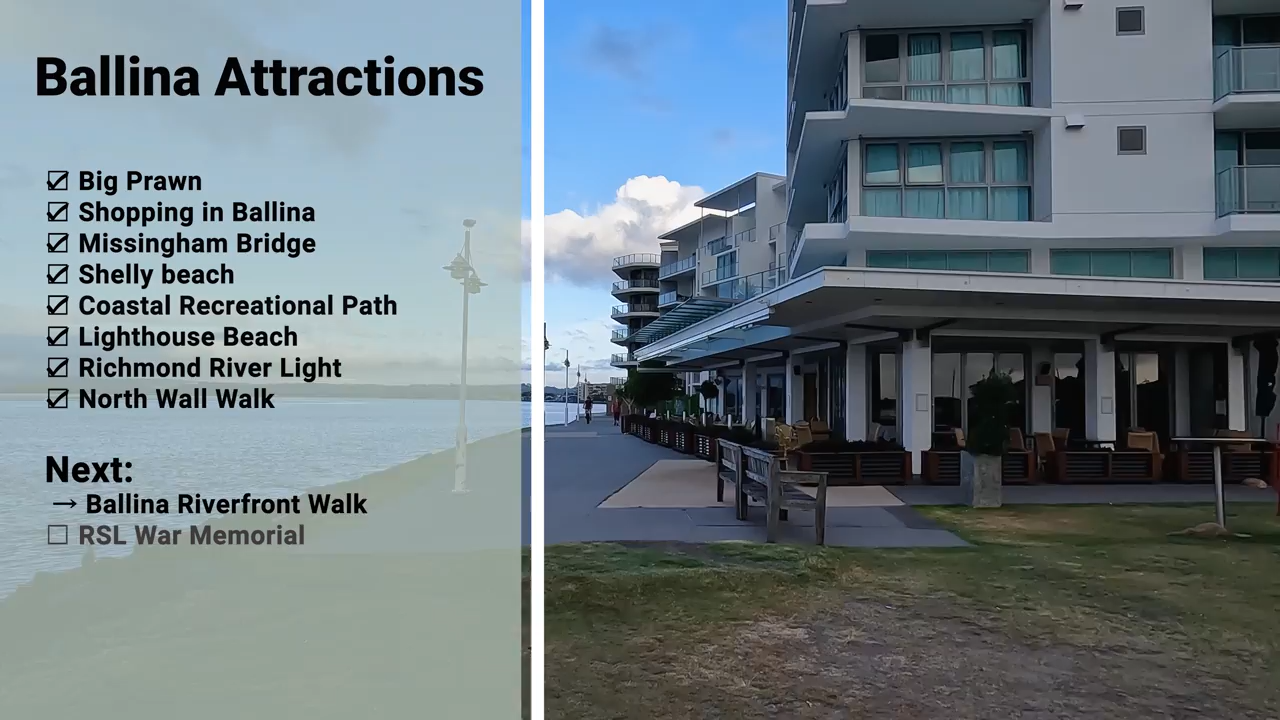 Ballina Attractions
☑ Big Prawn
☑ Shopping in Ballina
☑ Missingham Bridge
☑ Shelly beach
☑ Coastal Recreational Path
☑ Lighthouse Beach
☑ Richmond River Light
☑ North Wall Walk
Next:
→ Ballina Riverfront Walk
☐ RSL War Memorial